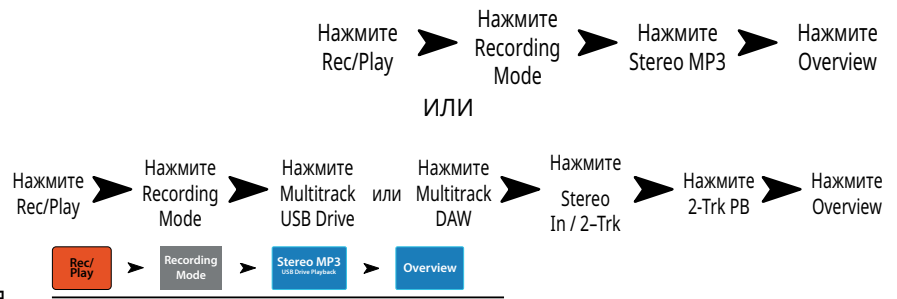 Нажмите
Rec/Play
Нажмите
Recording
Mode
Нажмите
Stereo MP3
Нажмите
Overview
ИЛИ
Нажмите
Rec/Play
Нажмите
Recording
Mode
Нажмите
Multitrack
USB Drive
или
Нажмите
Multitrack
DAW
Нажмите
Stereo
In / 2–Trk
Нажмите
2-Trk PB
Нажмите
Overview
Rec/
Play
Recording
Mode
Stereo MP3
USB Drive Playback
Overview